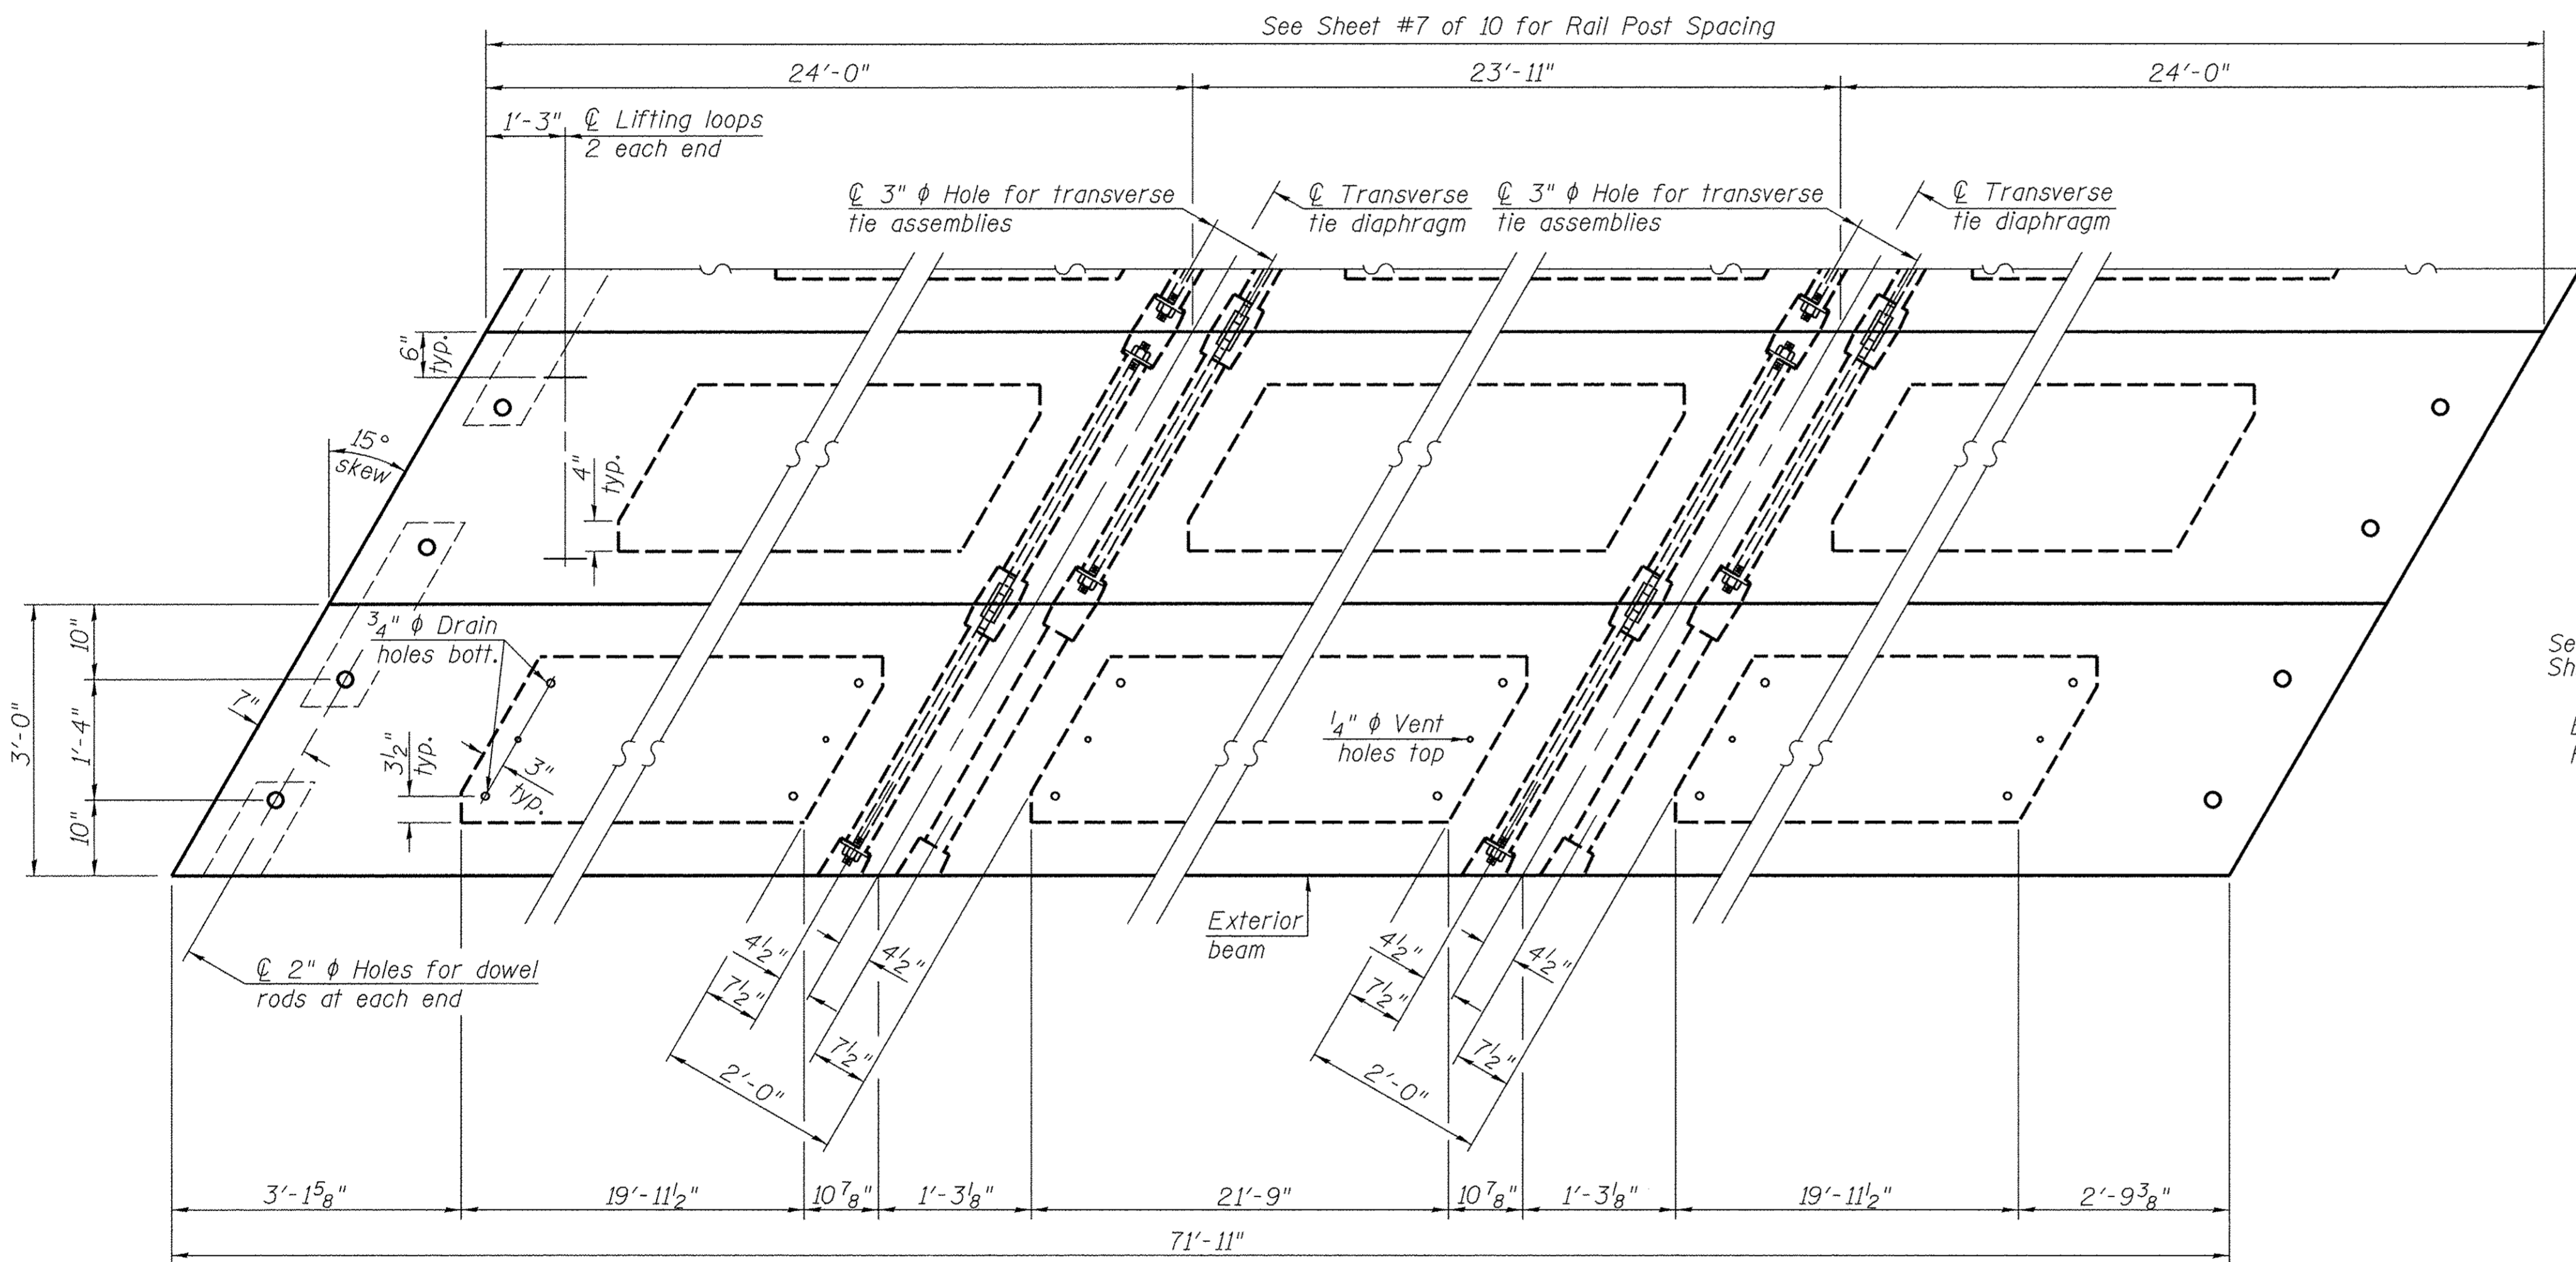 See Sheet #7 of 10 for Rail Post Spacing
24'-0"
23'-11"
24'-0"
1'-3"
℄ Lifting loops
2 each end
℄ 3" ϕ Hole for transverse
tie assemblies
℄ Transverse
tie diaphragm
℄ 3" ϕ Hole for transverse
tie assemblies
℄ Transverse
tie diaphragm
6"
typ.
15°
skew
4"
typ.
3/4" ϕ Drain
holes bott.
10"
1'-4"
10"
3'-0"
7"
3 1/2"
typ.
3"
typ.
1/4" ϕ Vent
holes top
Se
Sh
Exterior
beam
℄ 2" ϕ Holes for dowel
rods at each end
4 1/2"
7 1/2"
4 1/2"
7 1/2"
2'-0"
4 1/2"
7 1/2"
4 1/2"
7 1/2"
2'-0"
3'-1 5/8"
19'-11 1/2"
10 7/8"
1'-3 1/8"
21'-9"
10 7/8"
1'-3 1/8"
19'-11 1/2"
2'-9 3/8"
71'-11"